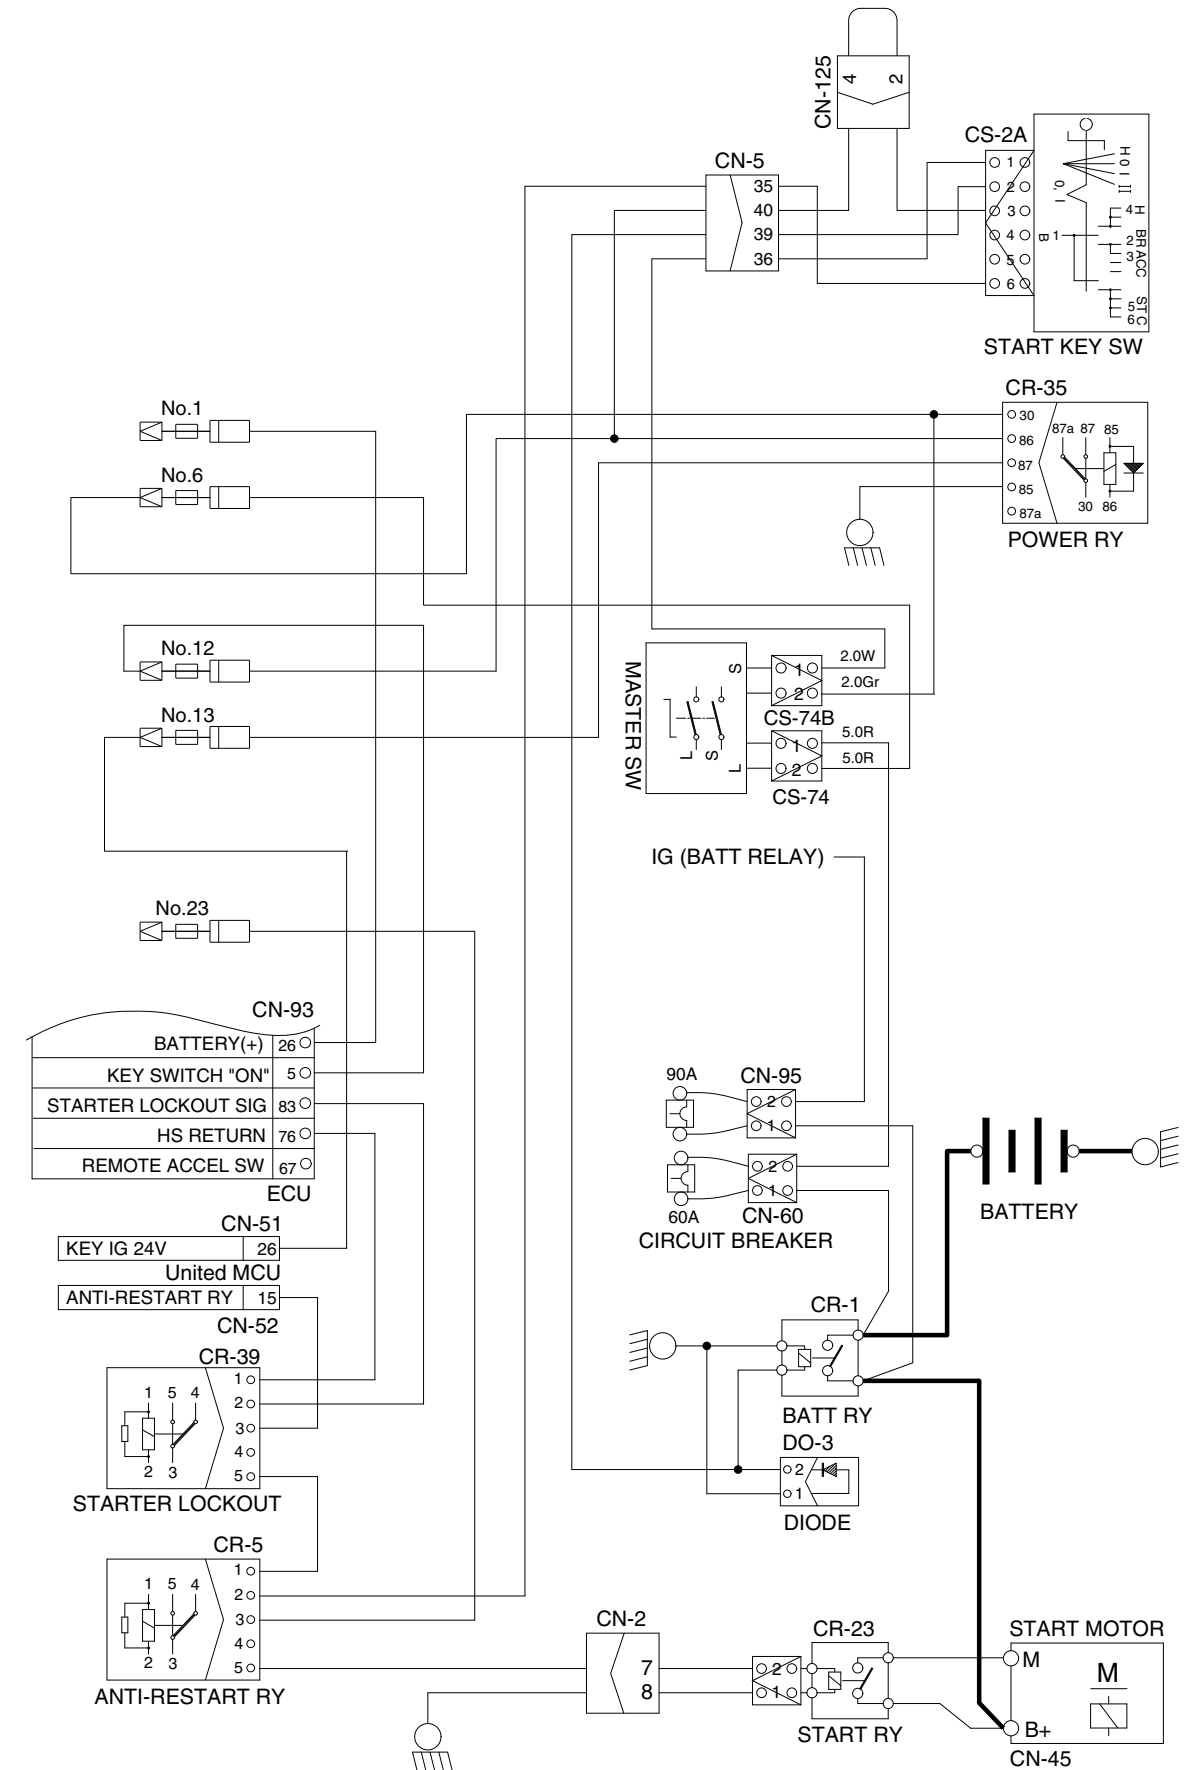 CN-125
4 2
CS-2A
1
2
3
4
5
6
H O I II
O, I
B 1
4 H
BR 2
ACC 3
ST 5
C 6
START KEY SW
CN-5
35
40
39
36
CR-35
30
86
87
85
87a
87a 87 85
30 86
POWER RY
No.1
No.6
No.12
No.13
No.23
MASTER SW
S
L S
L
1
2
2.0W
2.0Gr
CS-74B
1
2
5.0R
5.0R
CS-74
IG (BATT RELAY)
CN-93
BATTERY(+) 26
KEY SWITCH "ON" 5
STARTER LOCKOUT SIG 83
HS RETURN 76
REMOTE ACCEL SW 67
ECU
CN-51
KEY IG 24V 26
United MCU
ANTI-RESTART RY 15
CN-52
90A
CN-95
2
1
2
1
60A
CN-60
CIRCUIT BREAKER
BATTERY
CR-1
BATT RY
DO-3
2
1
DIODE
CR-39
1 5 4
2 3
1
2
3
4
5
STARTER LOCKOUT
CR-5
1 5 4
2 3
1
2
3
4
5
ANTI-RESTART RY
CN-2
7
8
2
1
CR-23
START RY
START MOTOR
M
M
B+
CN-45